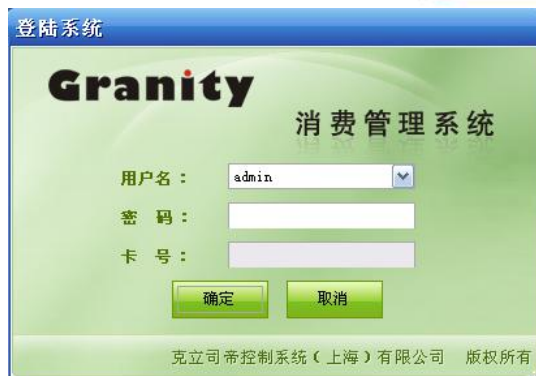 登陆系统
Granity
消费管理系统
用户名：
admin
密 码：
卡 号：
确定
取消
克立司帝控制系统（上海）有限公司 版权所有